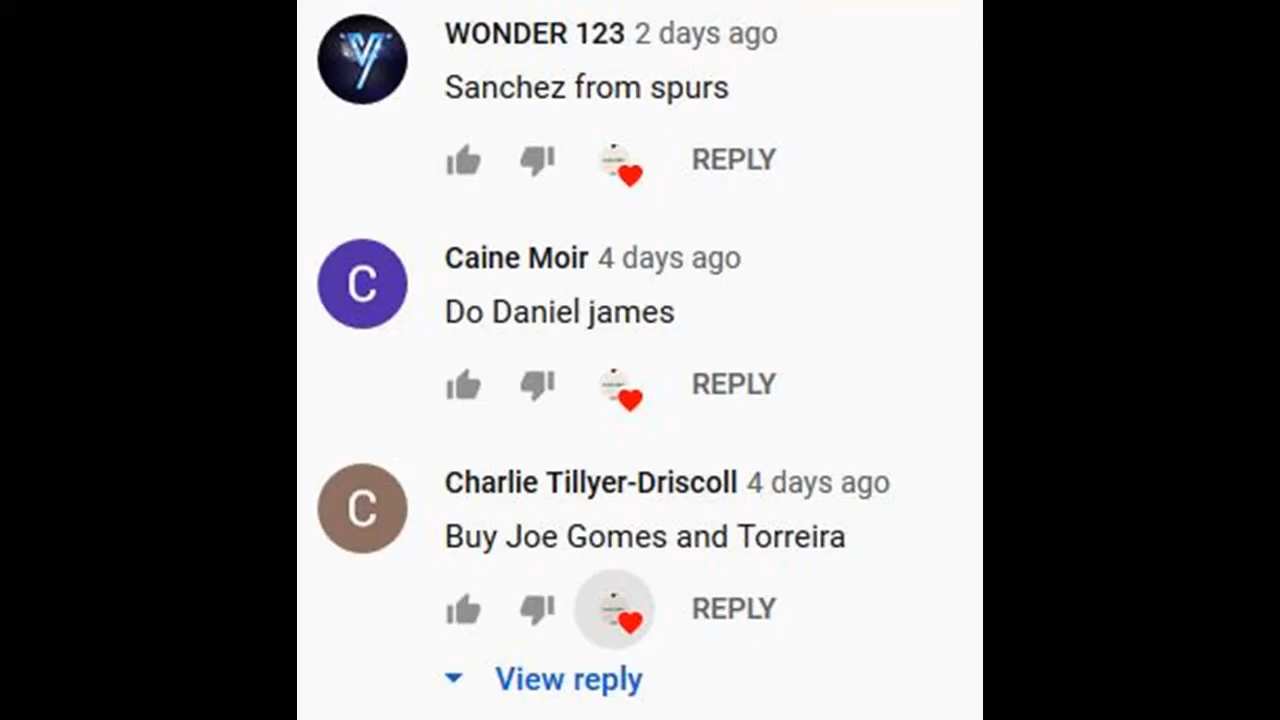 WONDER 123 2 days ago
Sanchez from spurs
REPLY
C
Caine Moir 4 days ago
Do Daniel james
REPLY
C
Charlie Tillyer-Driscoll 4 days ago
Buy Joe Gomes and Torreira
REPLY
View reply